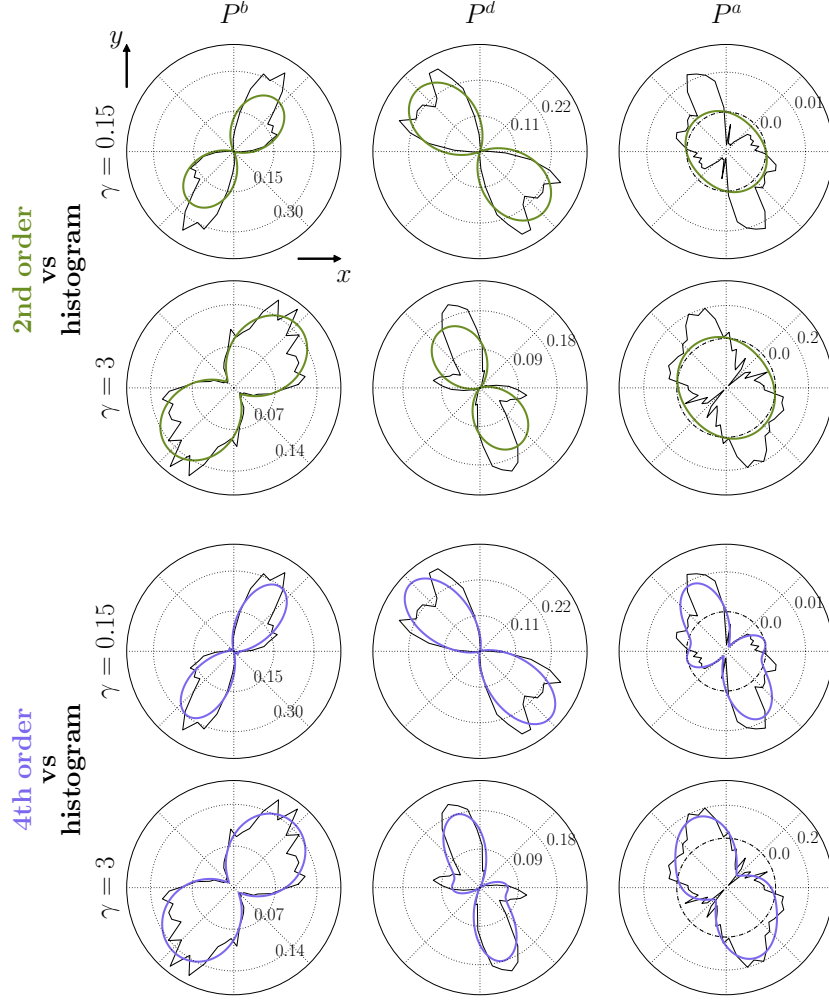 P^b P^d P^a
y
γ = 0.15
0.15
0.30
0.11
0.22
0.0
0.01
x
2nd order
vs
histogram
γ = 3
0.07
0.14
0.09
0.18
0.0
0.2
γ = 0.15
0.15
0.30
0.11
0.22
0.0
0.01
4th order
vs
histogram
γ = 3
0.07
0.14
0.09
0.18
0.0
0.2